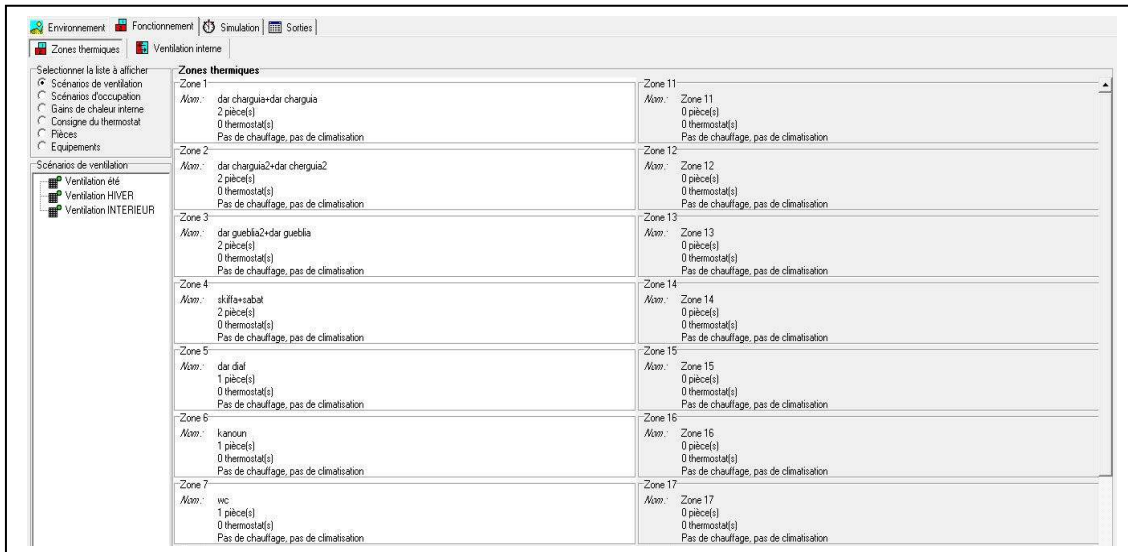 Environnement Fonctionnement Simulation Sorties
Zones thermiques Ventilation interne
Selectionner la liste à afficher
Scénarios de ventilation
Scénarios d'occupation
Gains de chaleur interne
Consigne du thermostat
Pièces
Equipements
Scénarios de ventilation
Ventilation été
Ventilation HIVER
Ventilation INTERIEUR
Zones thermiques
Zone 1
Nom : dar charguia+dar charguia
2 pièce(s)
0 thermostat(s)
Pas de chauffage, pas de climatisation
Zone 2
Nom : dar charguia2+dar cherguia2
2 pièce(s)
0 thermostat(s)
Pas de chauffage, pas de climatisation
Zone 3
Nom : dar gueblia2+dar gueblia
2 pièce(s)
0 thermostat(s)
Pas de chauffage, pas de climatisation
Zone 4
Nom : skiffa+sabat
2 pièce(s)
0 thermostat(s)
Pas de chauffage, pas de climatisation
Zone 5
Nom : dar diaf
1 pièce(s)
0 thermostat(s)
Pas de chauffage, pas de climatisation
Zone 6
Nom : kanoun
1 pièce(s)
0 thermostat(s)
Pas de chauffage, pas de climatisation
Zone 7
Nom : wc
1 pièce(s)
0 thermostat(s)
Pas de chauffage, pas de climatisation
Zone 11
Nom : Zone 11
0 pièce(s)
0 thermostat(s)
Pas de chauffage, pas de climatisation
Zone 12
Nom : Zone 12
0 pièce(s)
0 thermostat(s)
Pas de chauffage, pas de climatisation
Zone 13
Nom : Zone 13
0 pièce(s)
0 thermostat(s)
Pas de chauffage, pas de climatisation
Zone 14
Nom : Zone 14
0 pièce(s)
0 thermostat(s)
Pas de chauffage, pas de climatisation
Zone 15
Nom : Zone 15
0 pièce(s)
0 thermostat(s)
Pas de chauffage, pas de climatisation
Zone 16
Nom : Zone 16
0 pièce(s)
0 thermostat(s)
Pas de chauffage, pas de climatisation
Zone 17
Nom : Zone 17
0 pièce(s)
0 thermostat(s)
Pas de chauffage, pas de climatisation